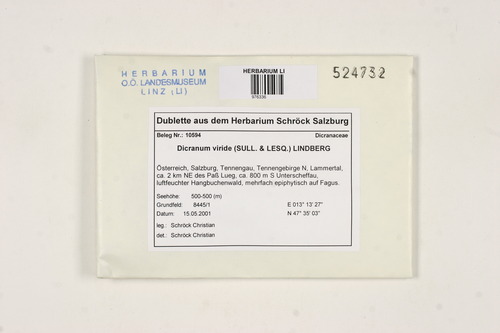 HERBARIUM
O.Ö. LANDESMUSEUM
LINZ (LI)
HERBARIUM LI
976336
524732
Dublette aus dem Herbarium Schröck Salzburg
Beleg Nr.: 10594 Dicranaceae
Dicranum viride (SULL. & LESQ.) LINDBERG
Österreich, Salzburg, Tennengau, Tennengebirge N, Lammertal,
ca. 2 km NE des Paß Lueg, ca. 800 m S Unterscheffau,
luftfeuchter Hangbuchenwald, mehrfach epiphytisch auf Fagus.
Seehöhe: 500-500 (m)
Grundfeld: 8445/1 E 013° 13' 27"
Datum: 15.05.2001 N 47° 35' 03"
leg.: Schröck Christian
det.: Schröck Christian